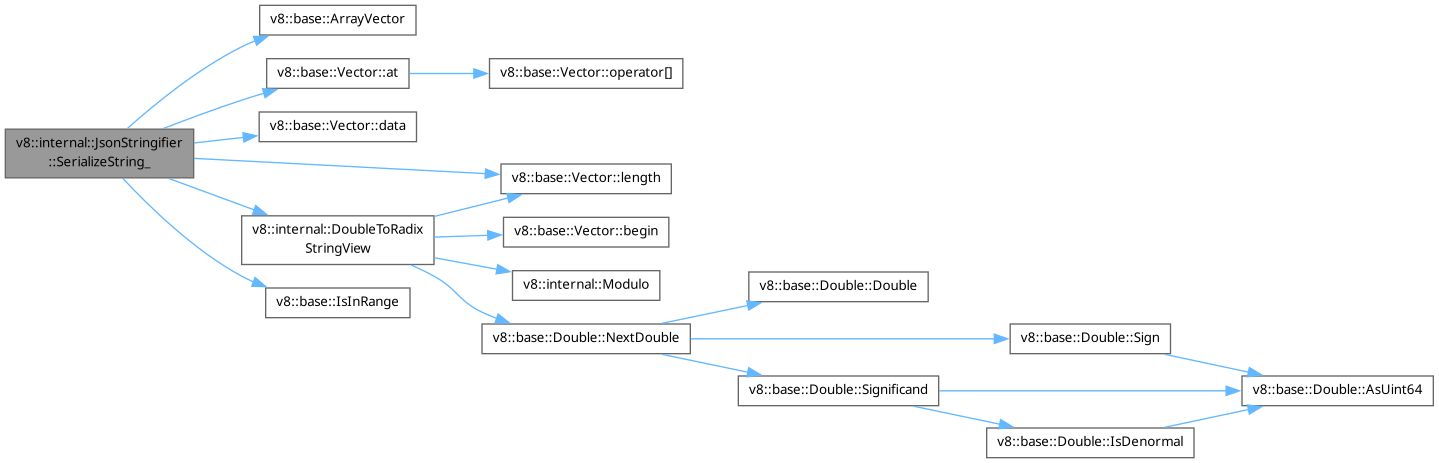 v8::base::ArrayVector
v8::base::Vector::at
v8::base::Vector::operator[]
v8::base::Vector::data
v8::internal::JsonStringifier
::SerializeString_
v8::base::Vector::length
v8::internal::DoubleToRadix
StringView
v8::base::Vector::begin
v8::internal::Modulo
v8::base::Double::Double
v8::base::IsInRange
v8::base::Double::NextDouble
v8::base::Double::Sign
v8::base::Double::Significand
v8::base::Double::AsUint64
v8::base::Double::IsDenormal